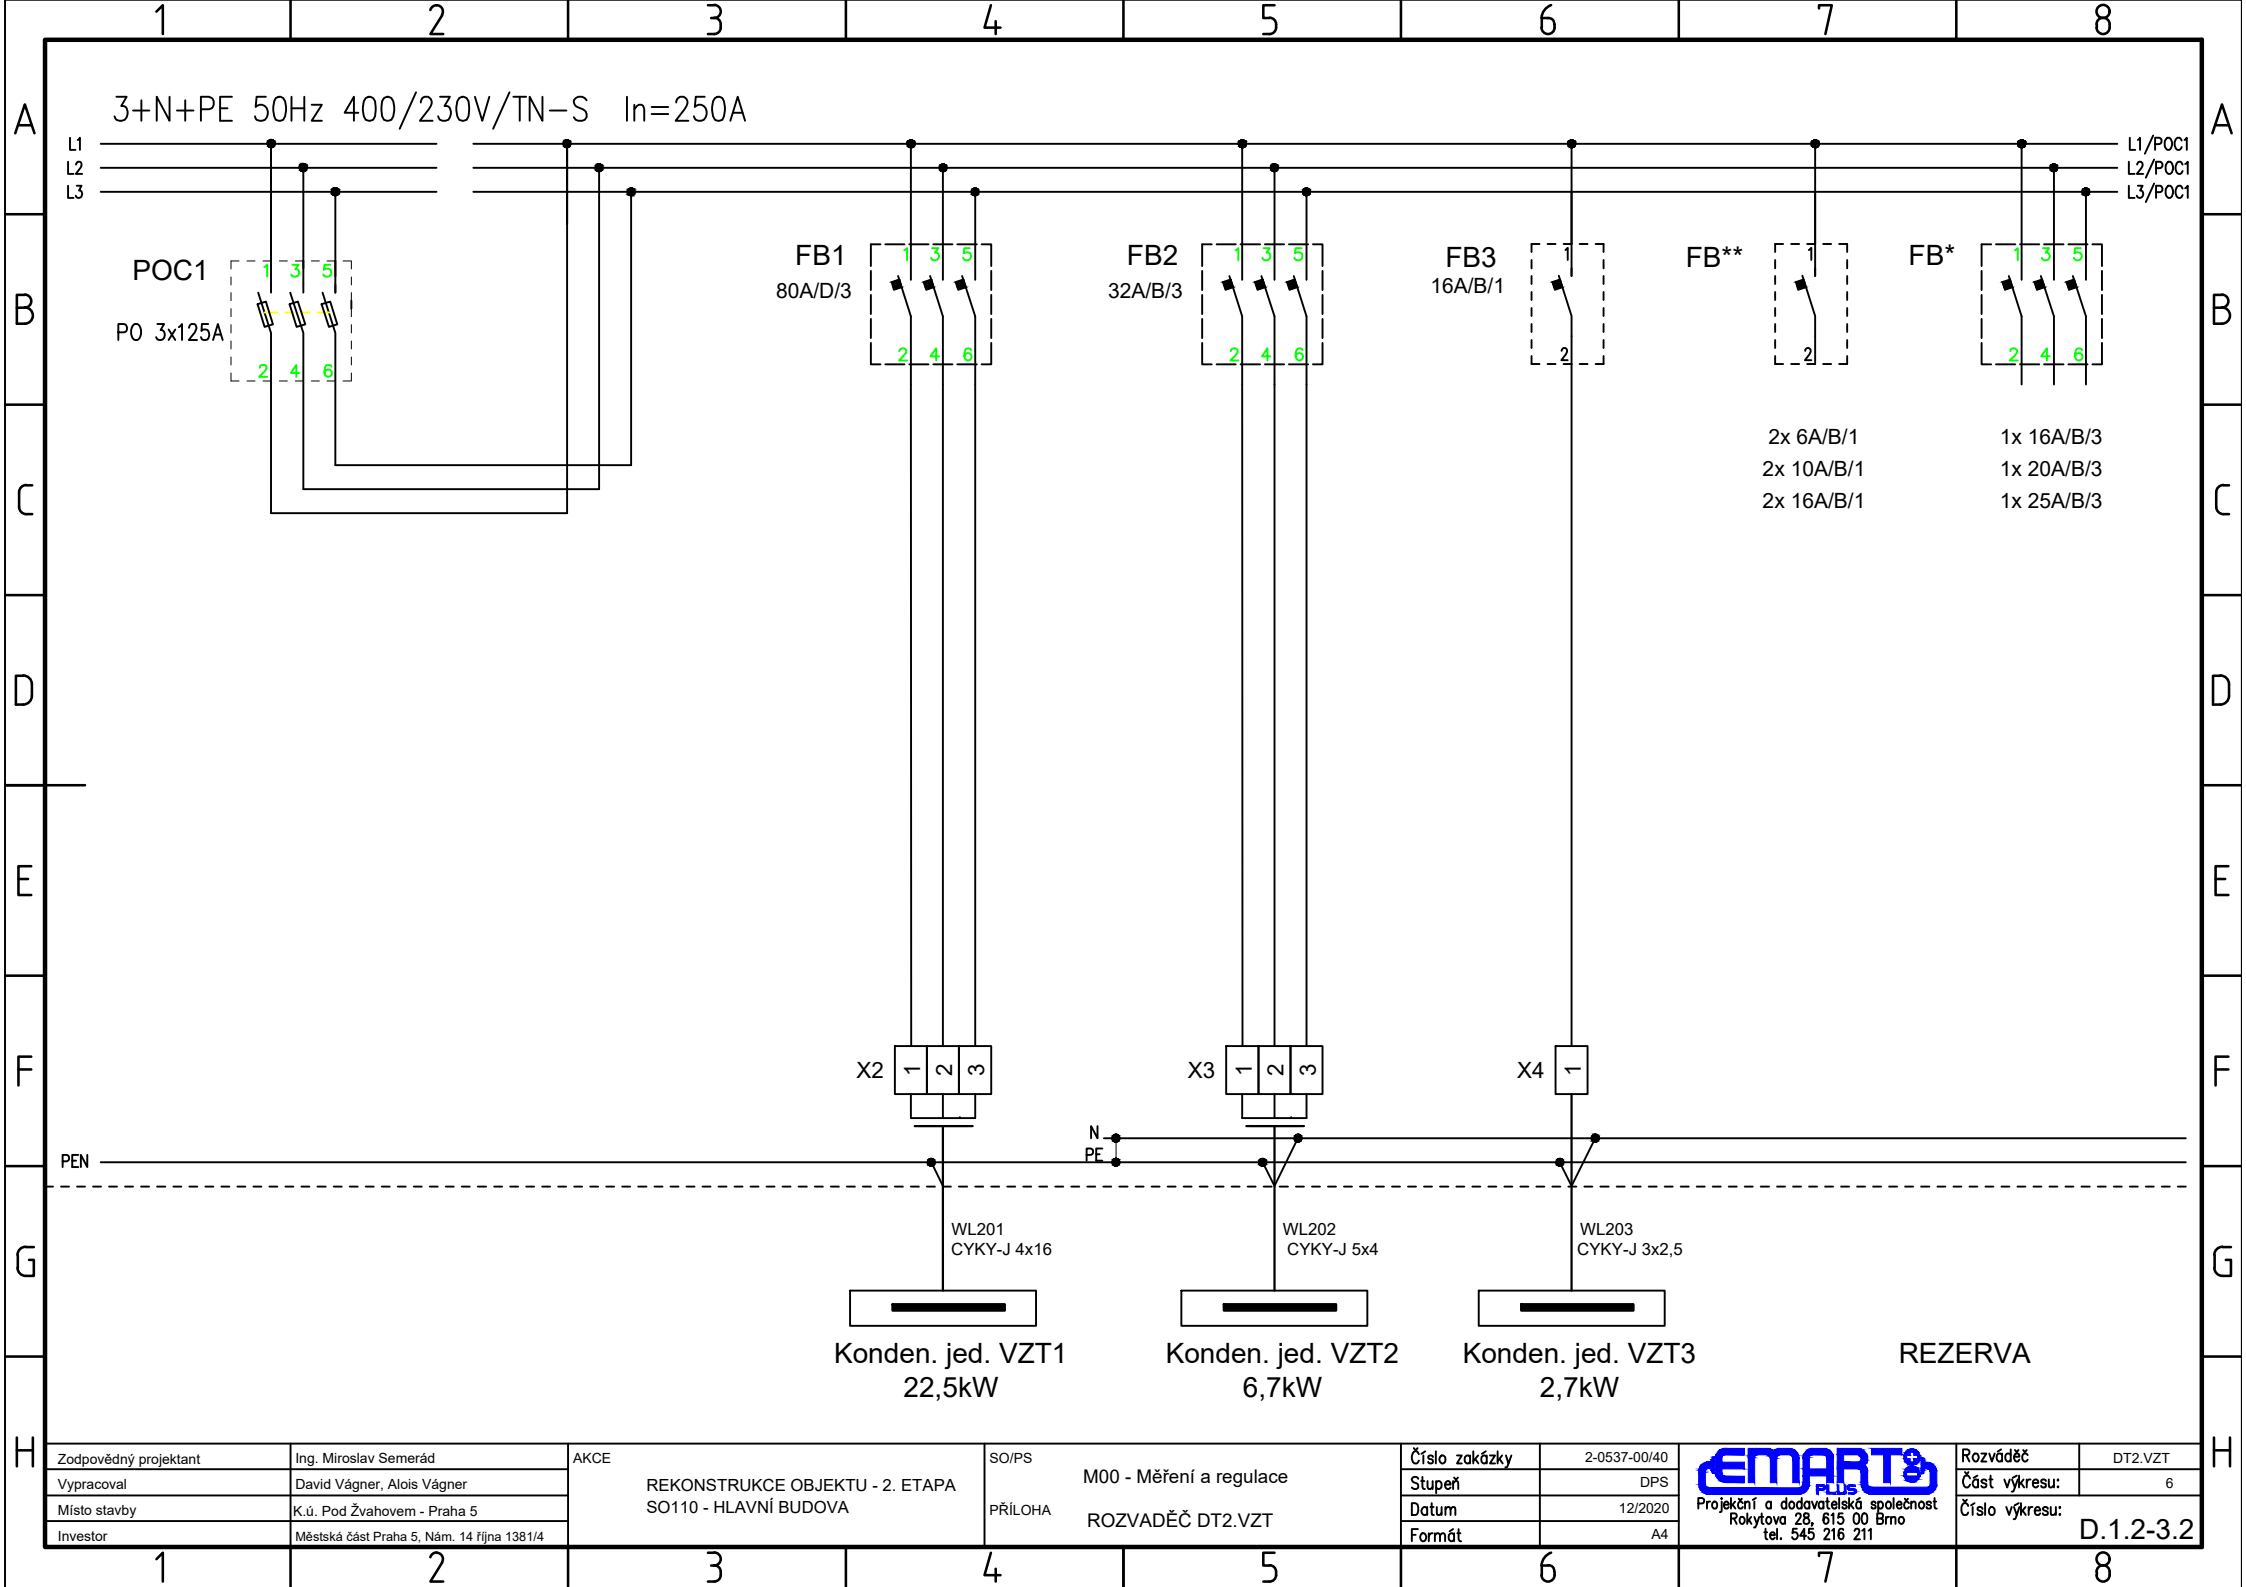 1 2 3 4 5 6 7 8
A A
3+N+PE 50Hz 400/230V/TN-S In=250A
L1 L1/POC1
L2 L2/POC1
L3 L3/POC1
B B
POC1
PO 3x125A
1 3 5
2 4 6
FB1
80A/D/3
1 3 5
2 4 6
FB2
32A/B/3
1 3 5
2 4 6
FB3
16A/B/1
1
2
FB**
1
2
FB*
1 3 5
2 4 6
C C
2x 6A/B/1
2x 10A/B/1
2x 16A/B/1
1x 16A/B/3
1x 20A/B/3
1x 25A/B/3
D D
E E
F F
X2 1 2 3
X3 1 2 3
X4 1
N
PE
PEN
G G
WL201
CYKY-J 4x16
WL202
CYKY-J 5x4
WL203
CYKY-J 3x2,5
Konden. jed. VZT1
22,5kW
Konden. jed. VZT2
6,7kW
Konden. jed. VZT3
2,7kW
REZERVA
H H
Zodpovědný projektant Ing. Miroslav Semerád
Vypracoval David Vágner, Alois Vágner
Místo stavby K.ú. Pod Žvahovem - Praha 5
Investor Městská část Praha 5, Nám. 14 října 1381/4
AKCE
REKONSTRUKCE OBJEKTU - 2. ETAPA
SO110 - HLAVNÍ BUDOVA
SO/PS
M00 - Měření a regulace
PŘÍLOHA
ROZVADĚČ DT2.VZT
Číslo zakázky 2-0537-00/40
Stupeň DPS
Datum 12/2020
Formát A4
EMART
PLUS
Projekční a dodavatelská společnost
Rokytova 28, 615 00 Brno
tel. 545 216 211
Rozváděč DT2.VZT
Část výkresu: 6
Číslo výkresu:
D.1.2-3.2
1 2 3 4 5 6 7 8